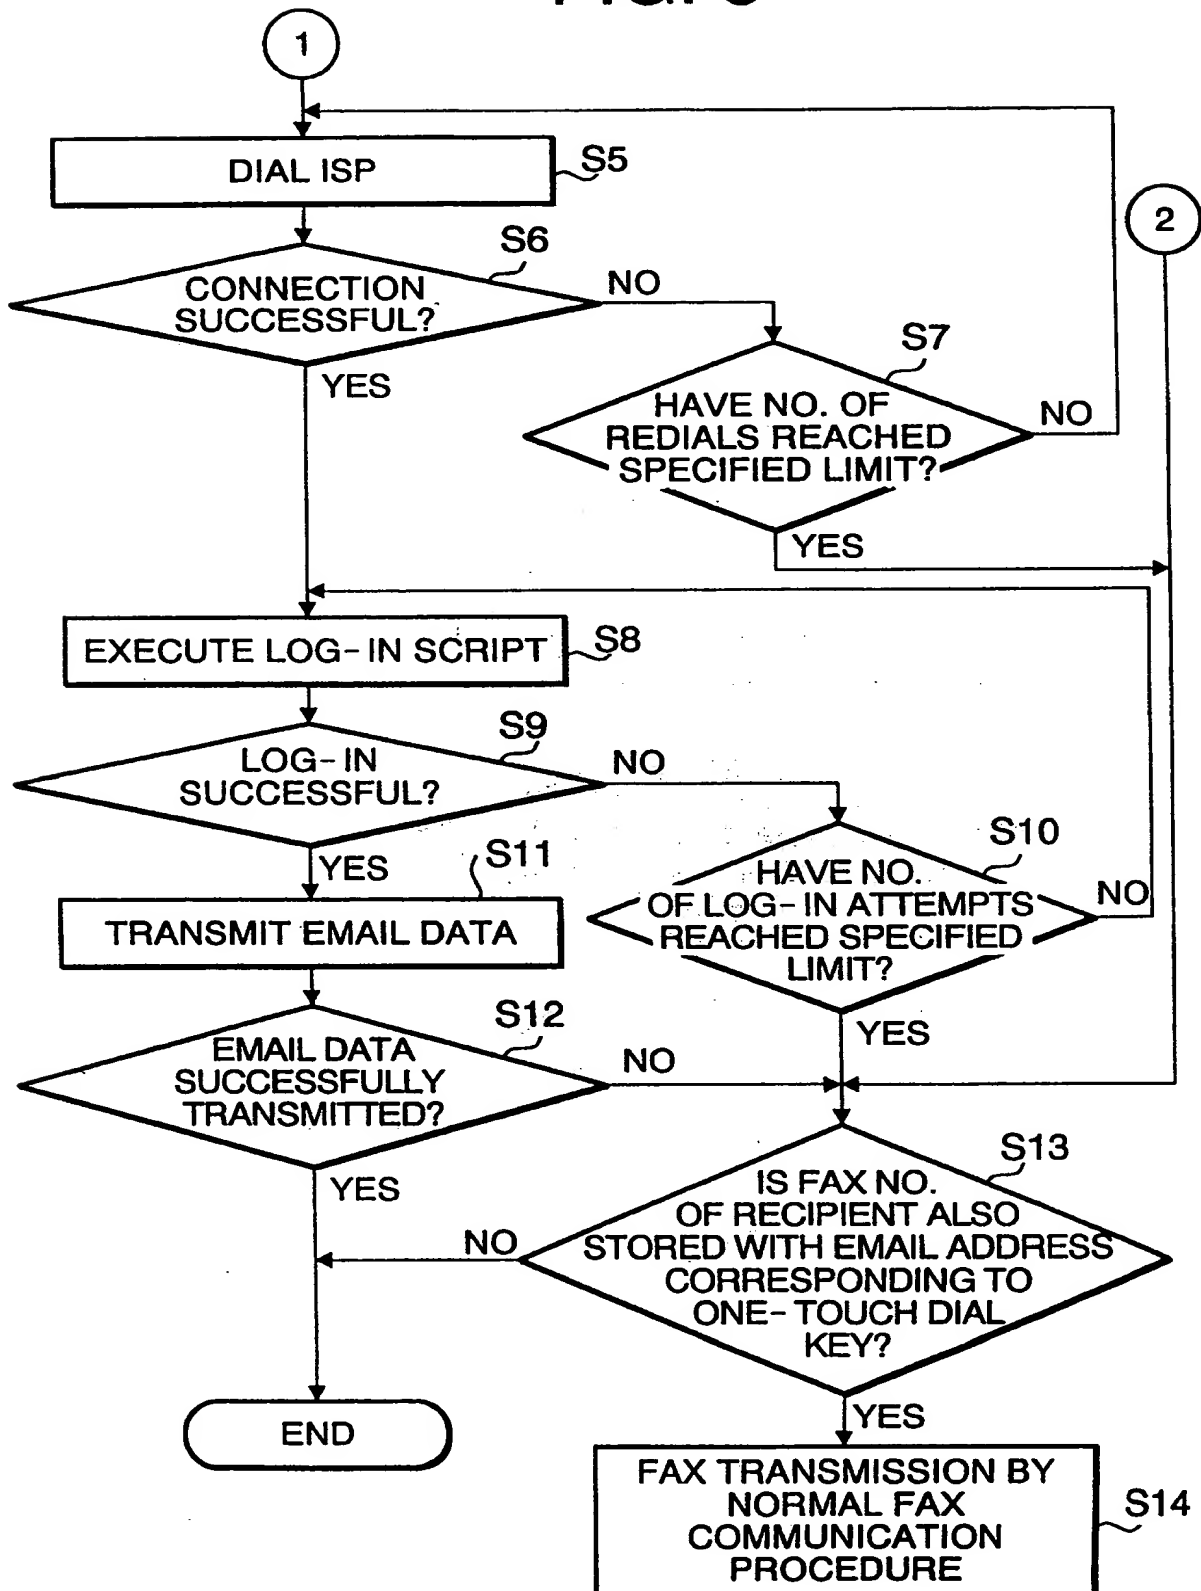 1
DIAL ISP
S5
2
S6
CONNECTION
SUCCESSFUL?
NO
YES
S7
HAVE NO. OF
REDIALS REACHED
SPECIFIED LIMIT?
NO
YES
EXECUTE LOG-IN SCRIPT
S8
S9
LOG-IN
SUCCESSFUL?
NO
YES
S10
HAVE NO.
OF LOG-IN ATTEMPTS
REACHED SPECIFIED
LIMIT?
NO
YES
S11
TRANSMIT EMAIL DATA
S12
EMAIL DATA
SUCCESSFULLY
TRANSMITTED?
NO
YES
S13
IS FAX NO.
OF RECIPIENT ALSO
STORED WITH EMAIL ADDRESS
CORRESPONDING TO
ONE-TOUCH DIAL
KEY?
NO
YES
END
FAX TRANSMISSION BY
NORMAL FAX
COMMUNICATION
PROCEDURE
S14